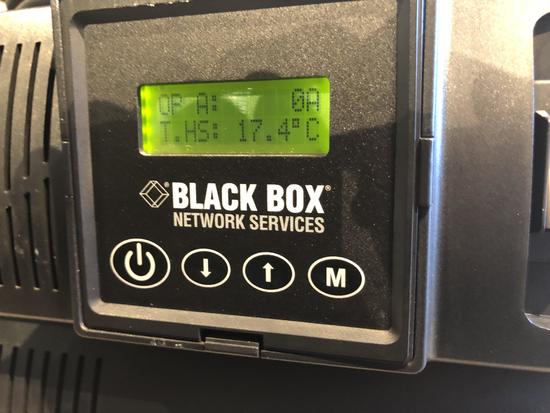 OP A: 0A
T.HS: 17.4°C
BLACK BOX®
NETWORK SERVICES
↓ ↑ M